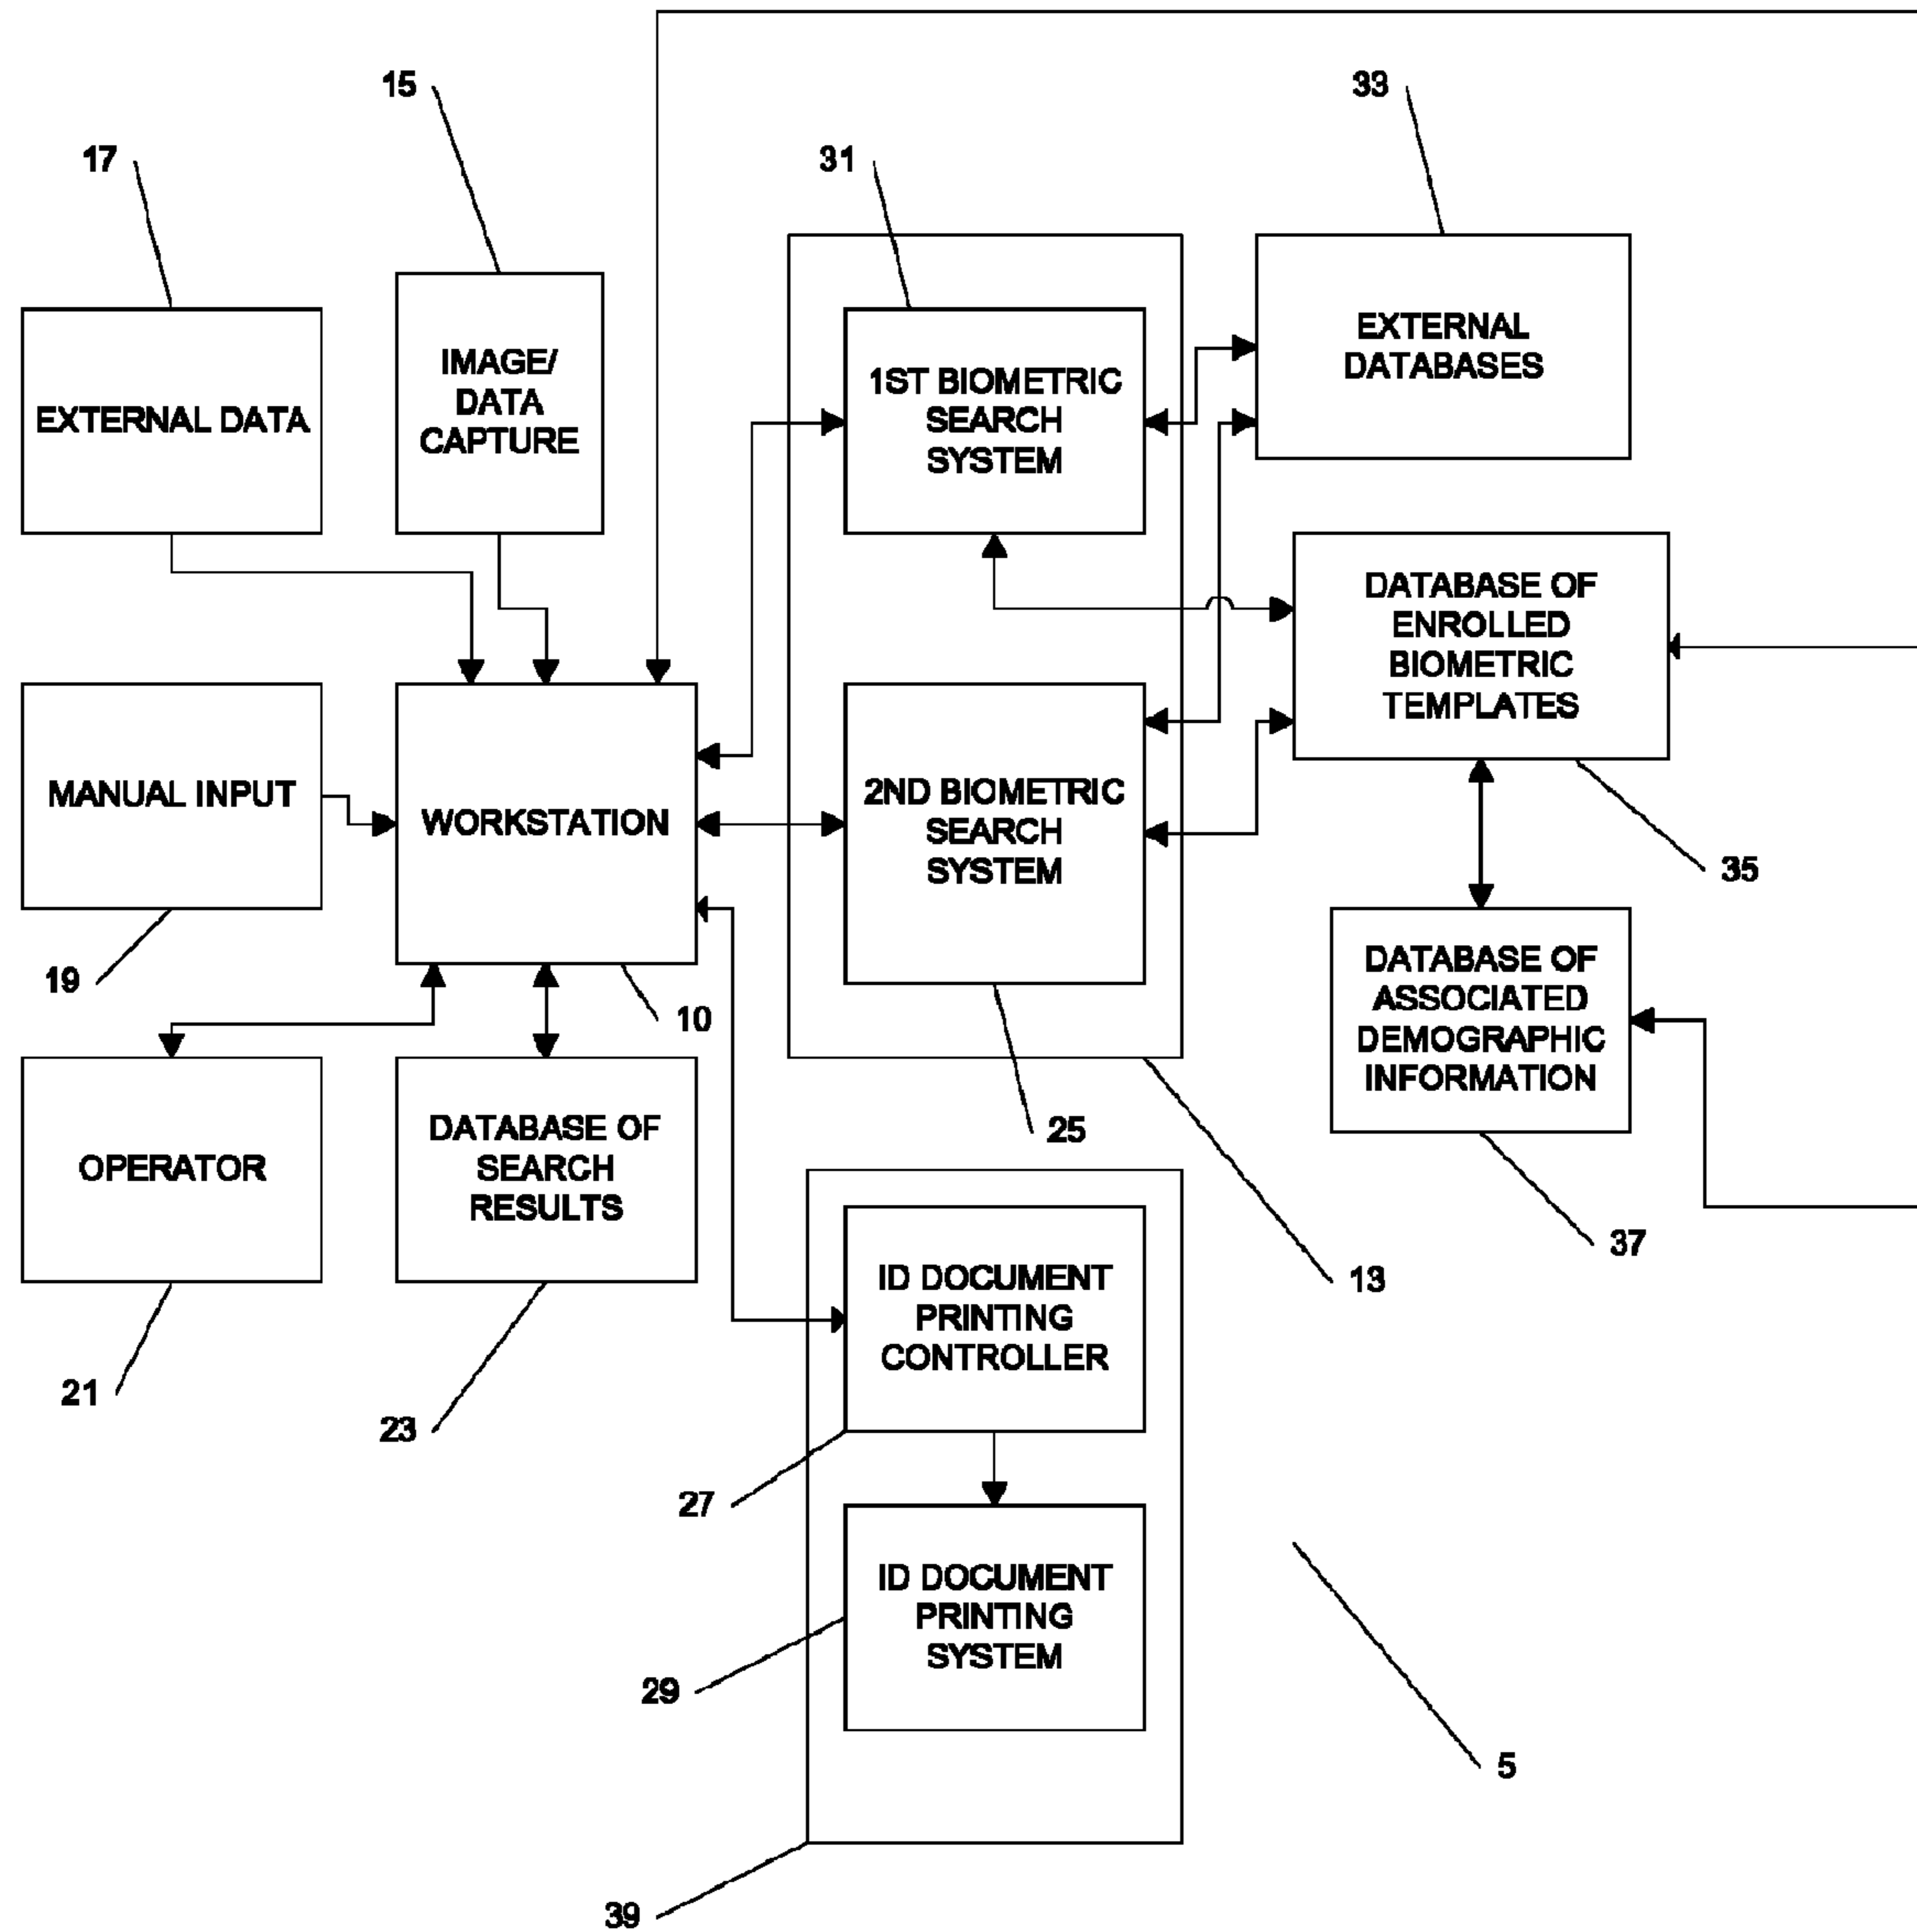 15
33
17
31
EXTERNAL DATA
IMAGE/
DATA
CAPTURE
1ST BIOMETRIC
SEARCH
SYSTEM
EXTERNAL
DATABASES
DATABASE OF
ENROLLED
BIOMETRIC
TEMPLATES
MANUAL INPUT
WORKSTATION
2ND BIOMETRIC
SEARCH
SYSTEM
35
19
10
DATABASE OF
ASSOCIATED
DEMOGRAPHIC
INFORMATION
OPERATOR
DATABASE OF
SEARCH
RESULTS
25
37
13
ID DOCUMENT
PRINTING
CONTROLLER
21
23
27
ID DOCUMENT
PRINTING
SYSTEM
29
5
39